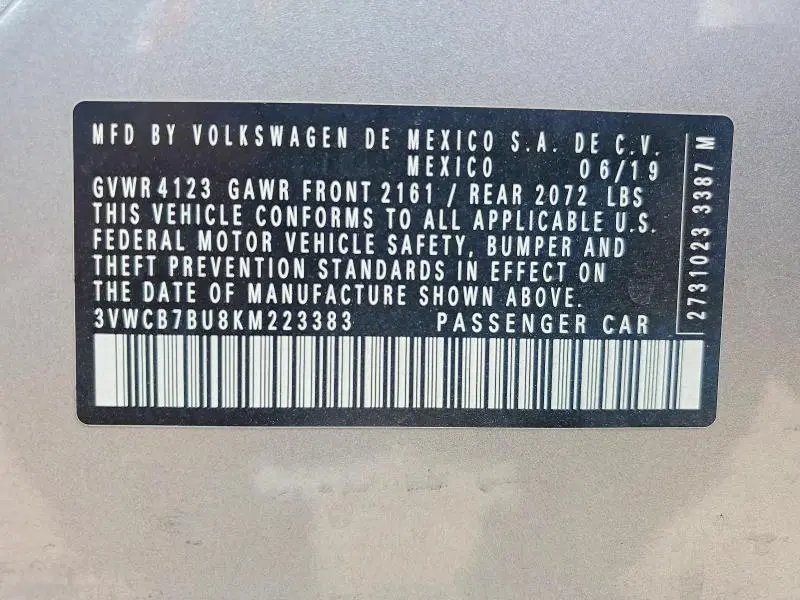 MFD BY VOLKSWAGEN DE MEXICO S.A. DE C.V.
MEXICO 06/19
GVWR 4123 GAWR FRONT 2161 / REAR 2072 LBS
THIS VEHICLE CONFORMS TO ALL APPLICABLE U.S.
FEDERAL MOTOR VEHICLE SAFETY, BUMPER AND
THEFT PREVENTION STANDARDS IN EFFECT ON
THE DATE OF MANUFACTURE SHOWN ABOVE.
3VWCB7BU8KM223383 PASSENGER CAR
2731023 3387 M